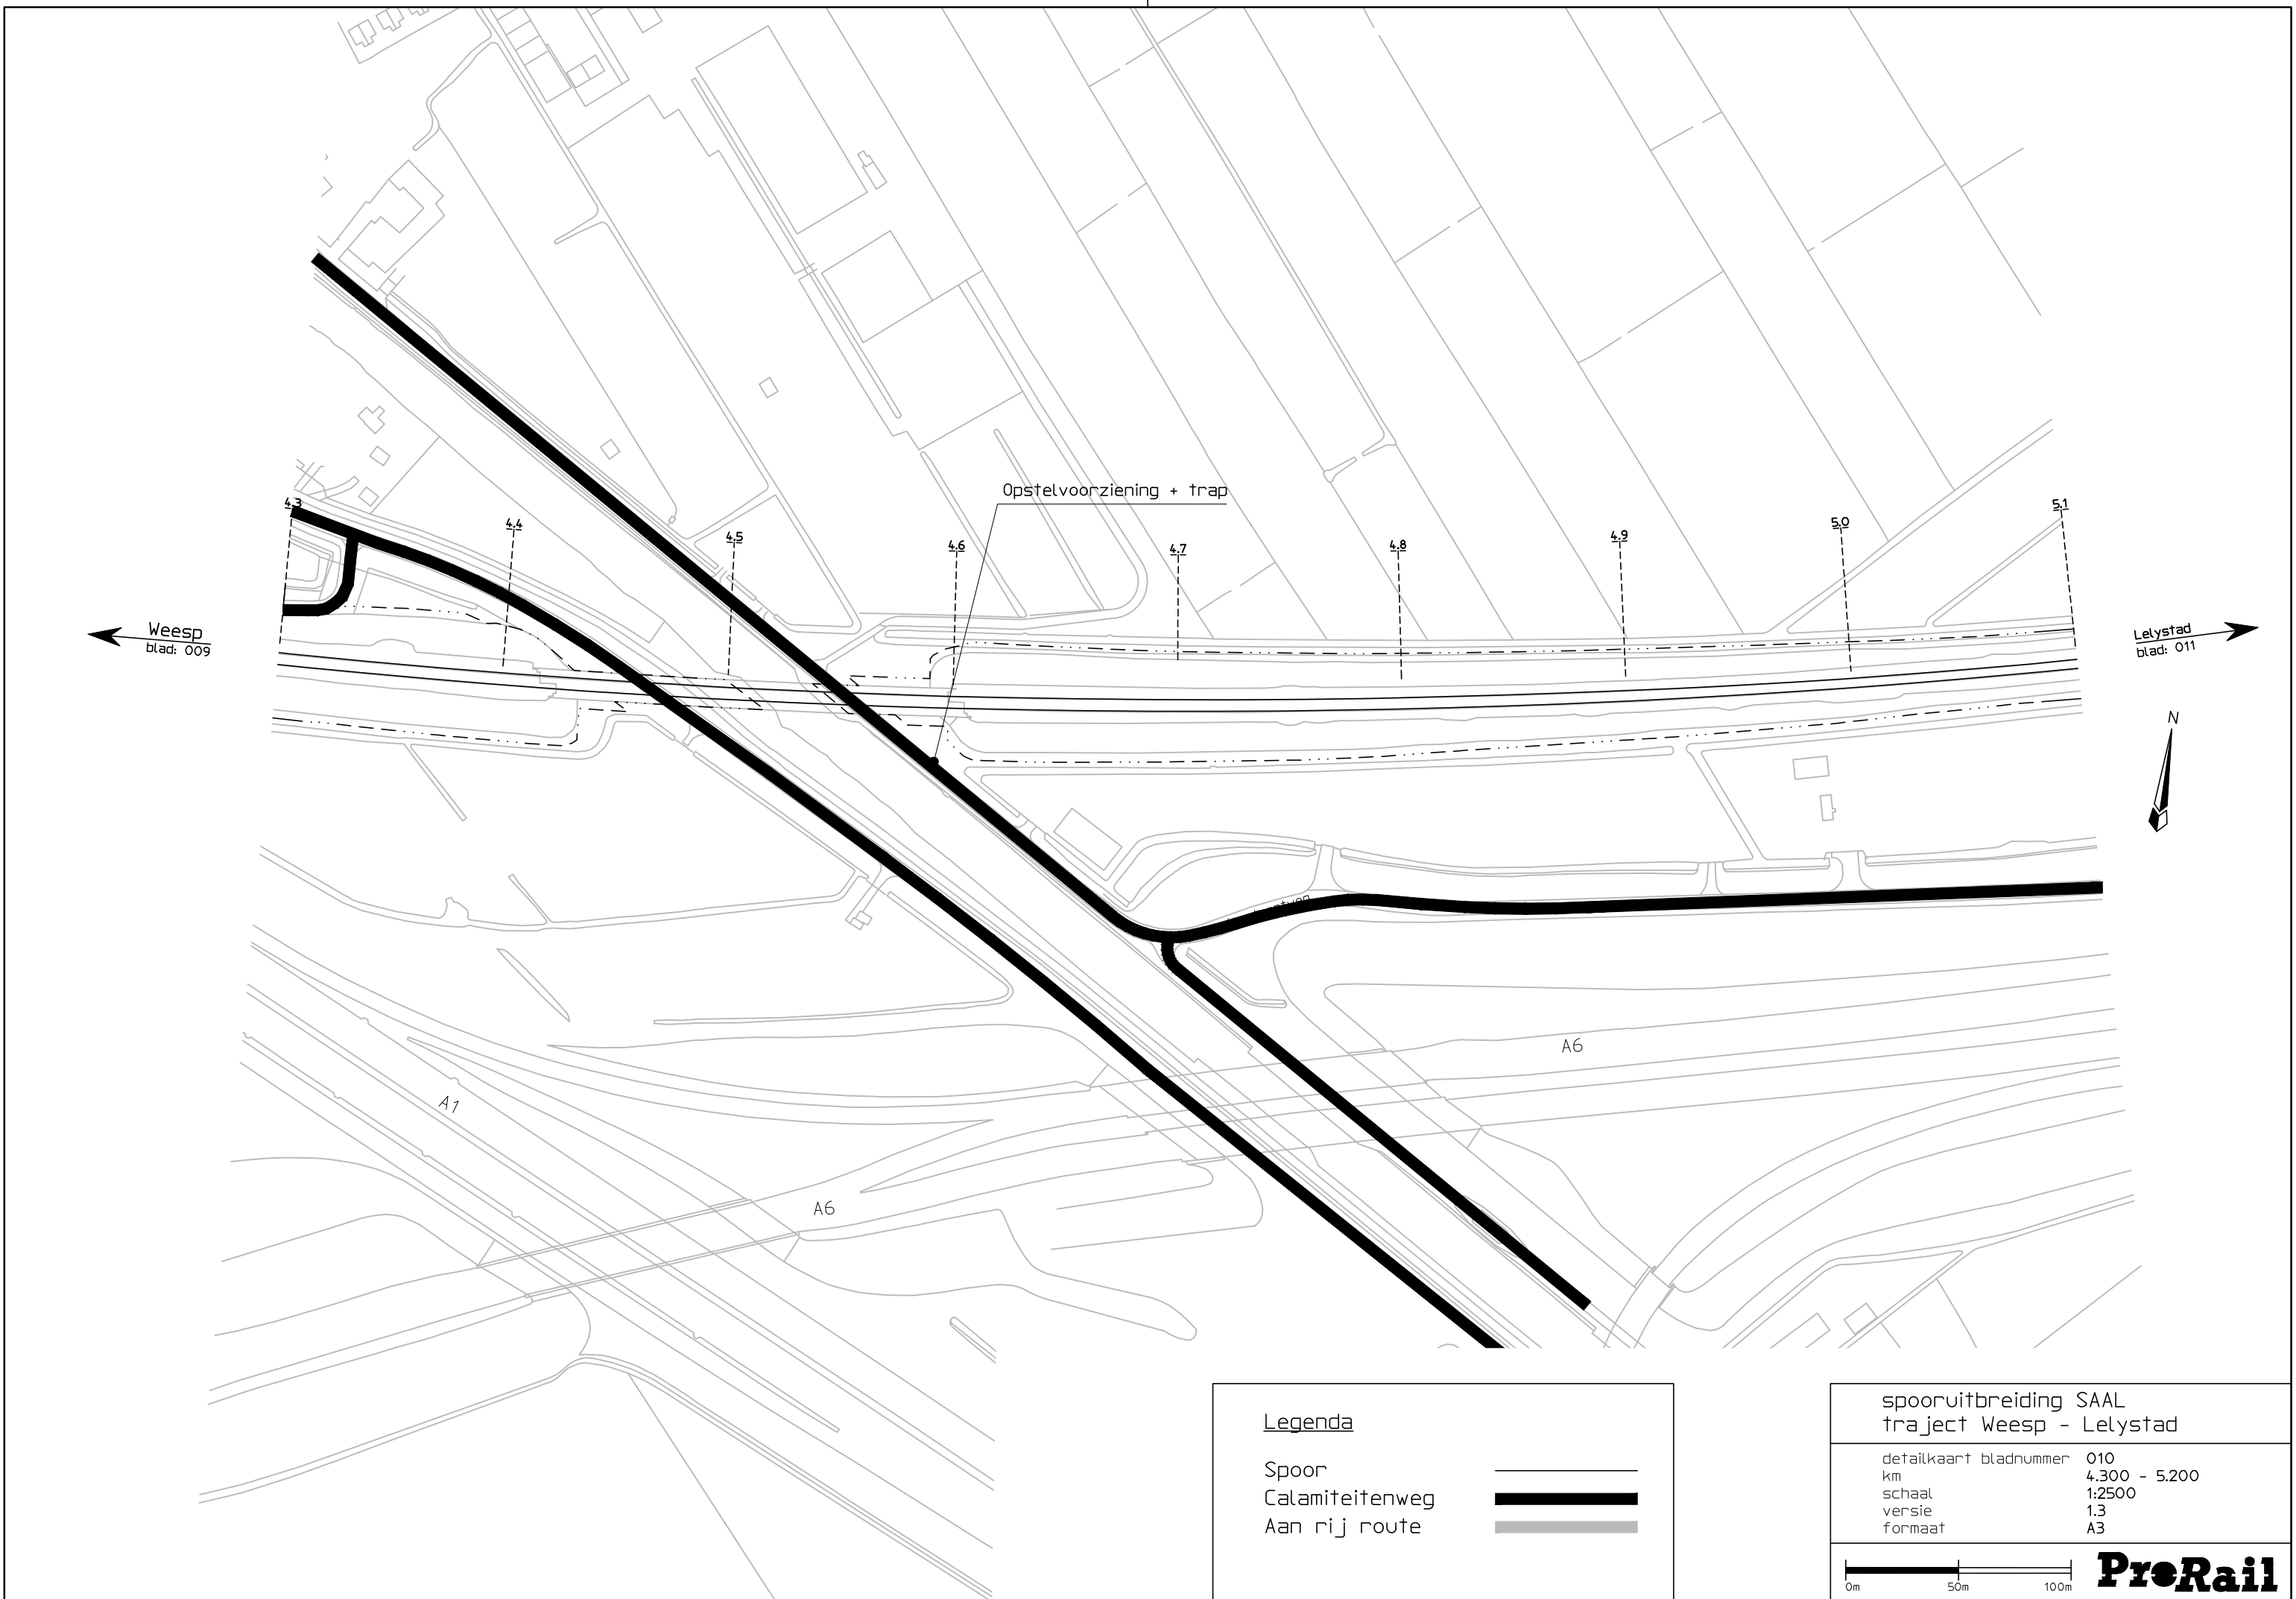 Opstelvoorziening + trap
4.3
4.4
4.5
4.6
4.7
4.8
4.9
5.0
5.1
Weesp
blad: 009
Lelystad
blad: 011
N
A6
A1
A6
Legenda
Spoor
Calamiteitenweg
Aan rij route
spooruitbreiding SAAL
traject Weesp - Lelystad
detailkaart bladnummer 010
km 4.300 - 5.200
schaal 1:2500
versie 1.3
formaat A3
0m 50m 100m
ProRail